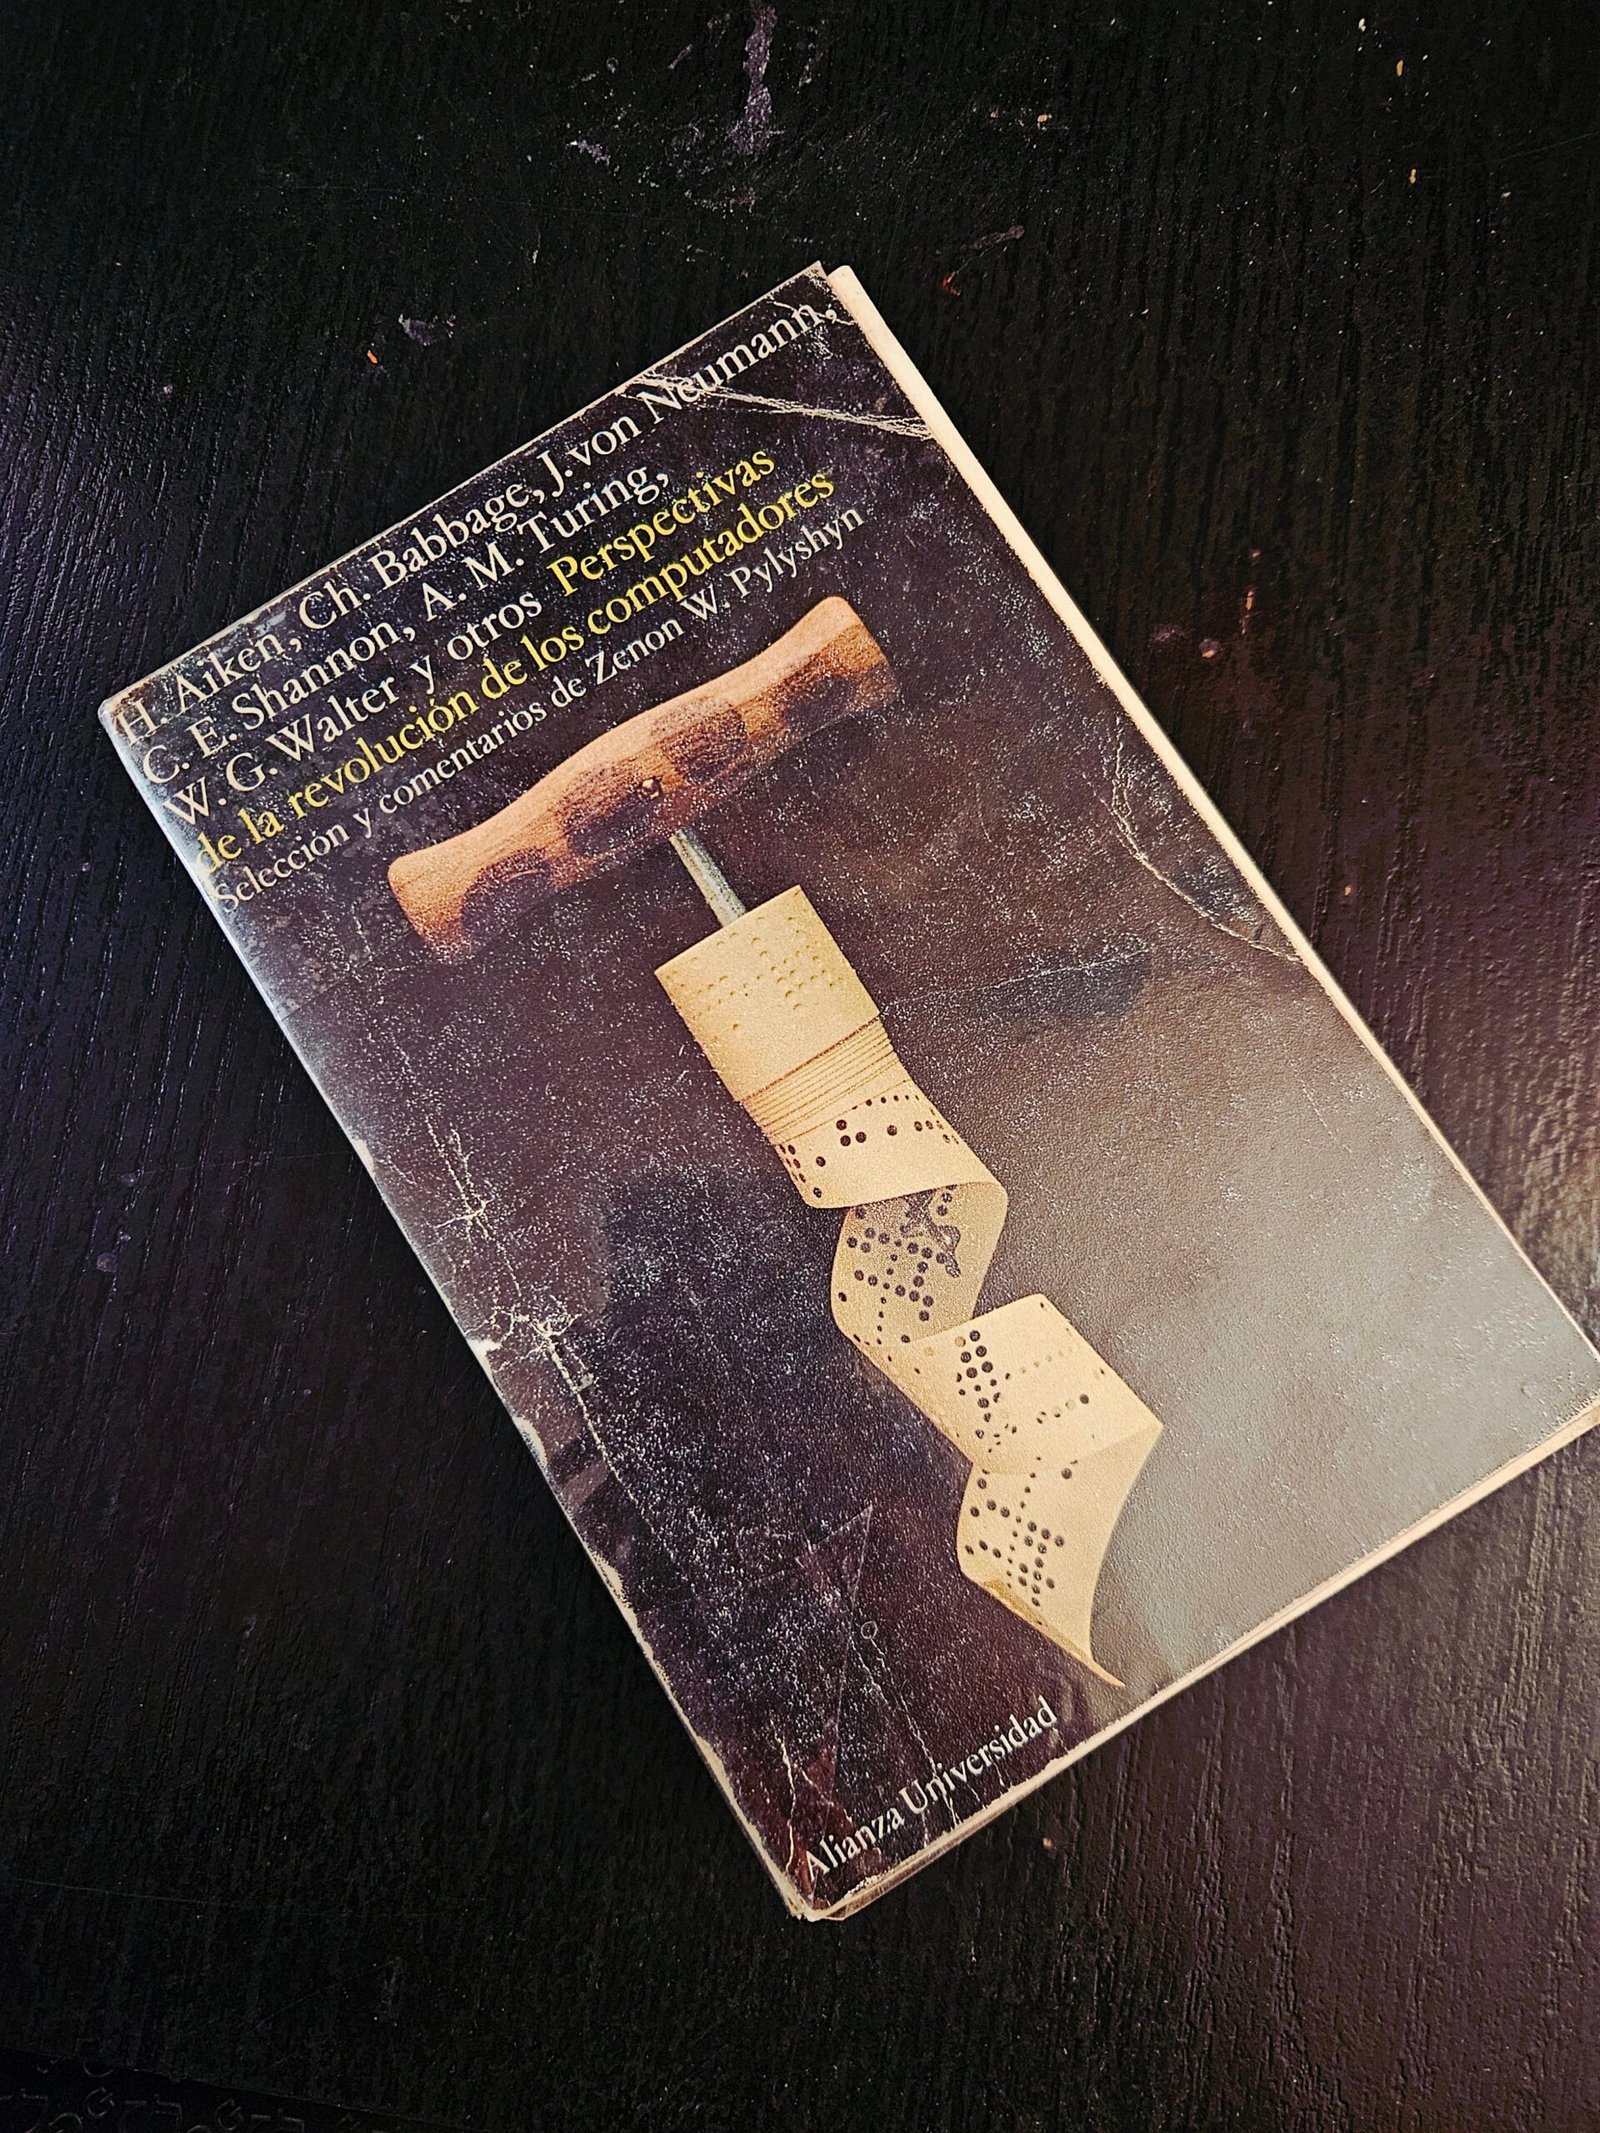 H. Aiken, Ch. Babbage, J. von Neumann,
C. E. Shannon, A. M. Turing,
W. G. Walter y otros Perspectivas
de la revolución de los computadores
Selección y comentarios de Zenon W. Pylyshyn
Alianza Universidad